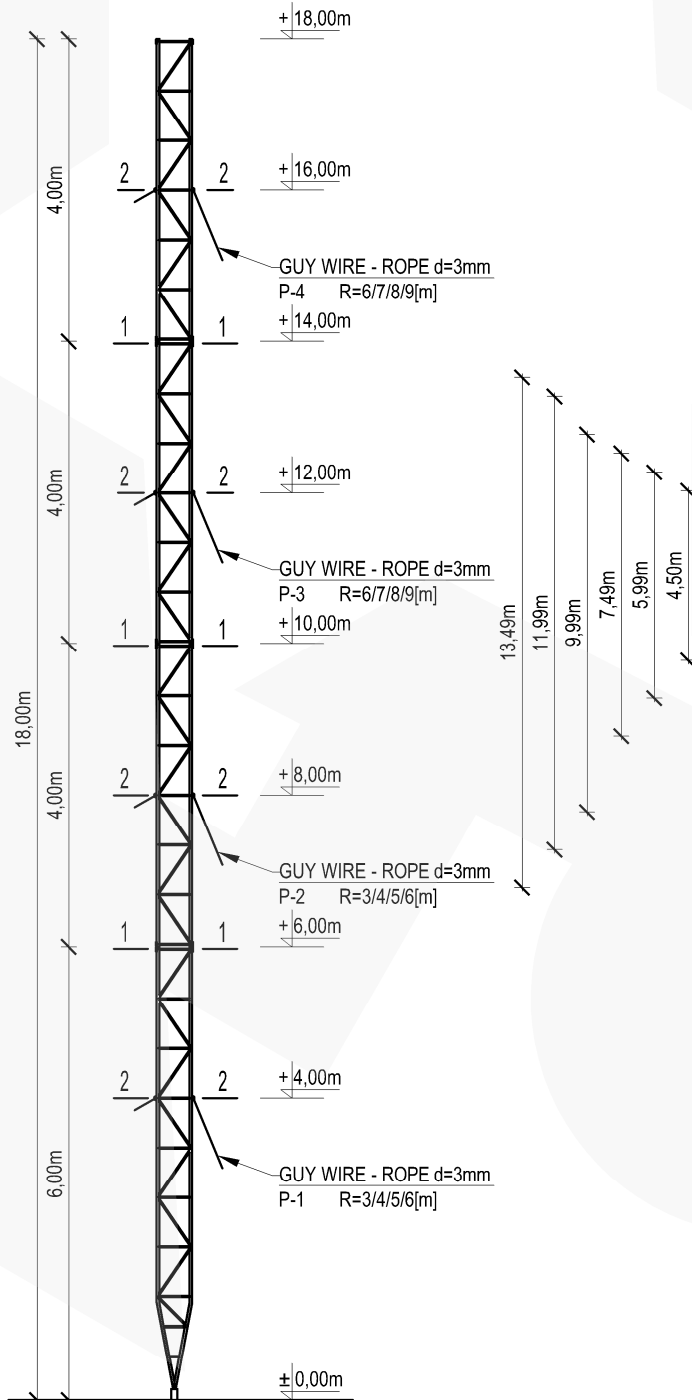 +18,00m
4,00m
2 2
+16,00m
GUY WIRE - ROPE d=3mm
P-4 R=6/7/8/9[m]
+14,00m
1 1
4,00m
2 2
+12,00m
GUY WIRE - ROPE d=3mm
P-3 R=6/7/8/9[m]
+10,00m
1 1
13,49m
11,99m
9,99m
7,49m
5,99m
4,50m
18,00m
4,00m
2 2
+8,00m
GUY WIRE - ROPE d=3mm
P-2 R=3/4/5/6[m]
+6,00m
1 1
2 2
+4,00m
6,00m
GUY WIRE - ROPE d=3mm
P-1 R=3/4/5/6[m]
±0,00m